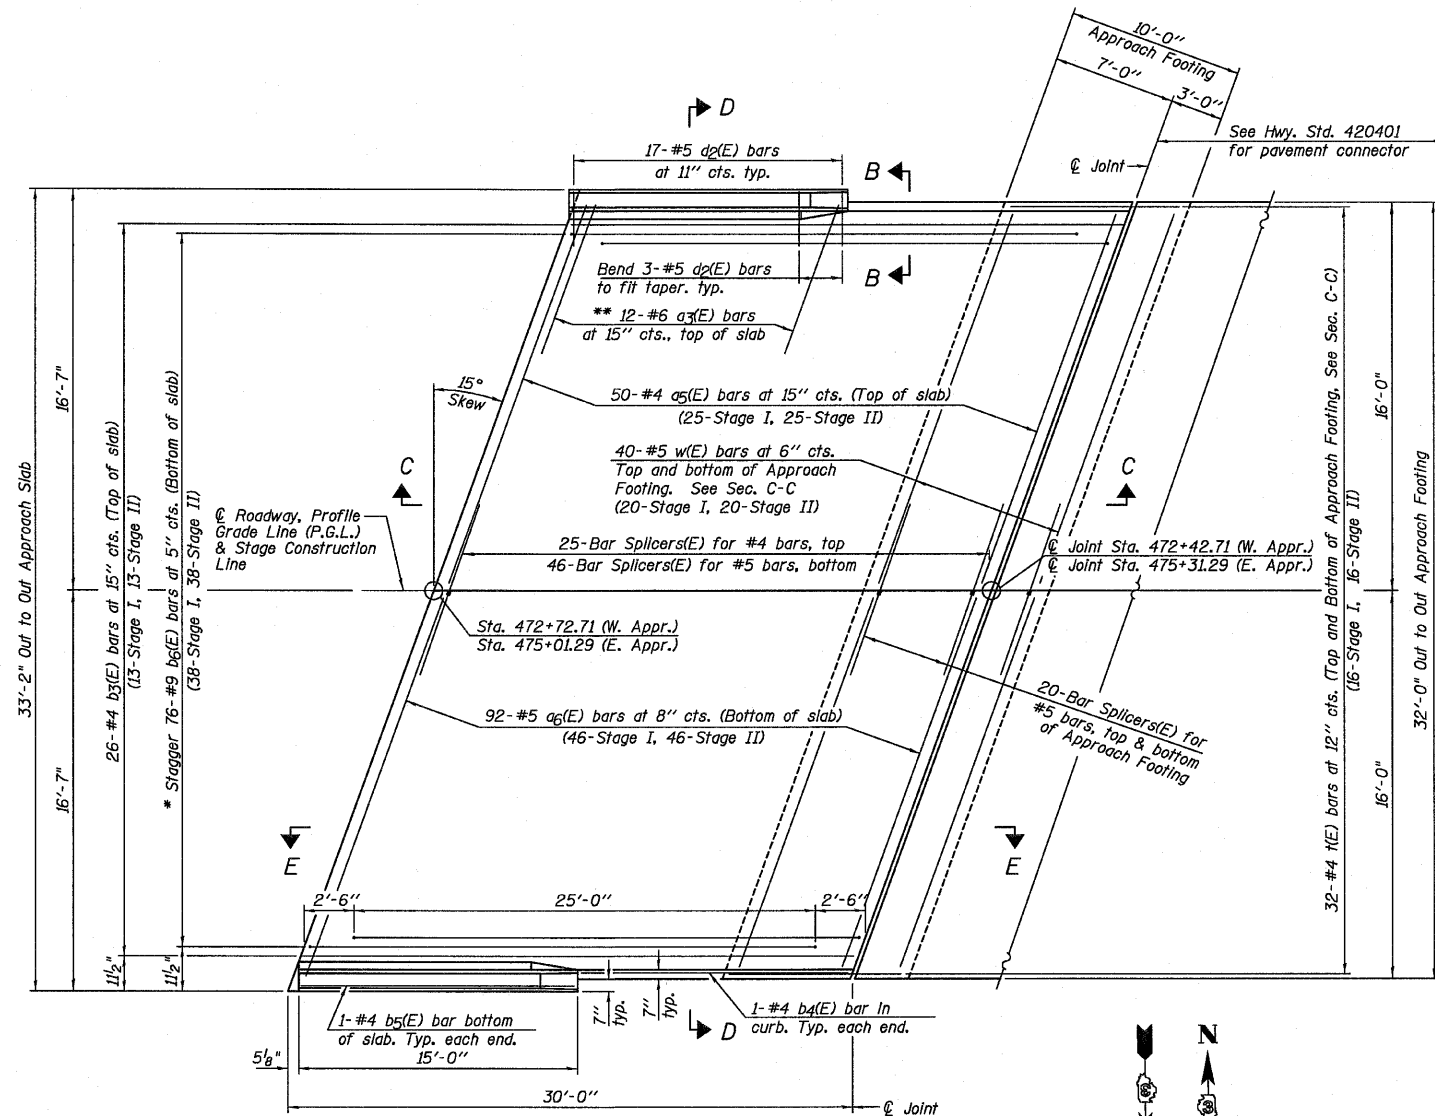 10'-0"
Approach Footing
7'-0"
3'-0"
See Hwy. Std. 420401
for pavement connector
℄ Joint
D
17-#5 d2(E) bars
at 11" cts. typ.
B
Bend 3-#5 d2(E) bars
to fit taper. typ.
B
** 12-#6 a3(E) bars
at 15" cts., top of slab
15°
Skew
50-#4 a5(E) bars at 15" cts. (Top of slab)
(25-Stage I, 25-Stage II)
40-#5 w(E) bars at 6" cts.
Top and bottom of Approach
Footing. See Sec. C-C
(20-Stage I, 20-Stage II)
C
C
℄ Roadway, Profile
Grade Line (P.G.L.)
& Stage Construction
Line
25-Bar Splicers(E) for #4 bars, top
46-Bar Splicers(E) for #5 bars, bottom
℄ Joint Sta. 472+42.71 (W. Appr.)
℄ Joint Sta. 475+31.29 (E. Appr.)
Sta. 472+72.71 (W. Appr.)
Sta. 475+01.29 (E. Appr.)
20-Bar Splicers(E) for
#5 bars, top & bottom
of Approach Footing
92-#5 a6(E) bars at 8" cts. (Bottom of slab)
(46-Stage I, 46-Stage II)
33'-2" Out to Out Approach Slab
16'-7"
16'-7"
26-#4 b3(E) bars at 15" cts. (Top of slab)
(13-Stage I, 13-Stage II)
* Stagger 76-#9 b6(E) bars at 5" cts. (Bottom of slab)
(38-Stage I, 38-Stage II)
32-#4 t(E) bars at 12" cts. (Top and Bottom of Approach Footing, See Sec. C-C)
(16-Stage I, 16-Stage II)
16'-0"
16'-0"
32'-0" Out to Out Approach Footing
E
E
2'-6"
25'-0"
2'-6"
11½"
11½"
1-#4 b5(E) bar bottom
of slab. Typ. each end.
7"
typ.
7"
typ.
D
1-#4 b4(E) bar in
curb. Typ. each end.
5⅛"
15'-0"
30'-0"
℄ Joint
N